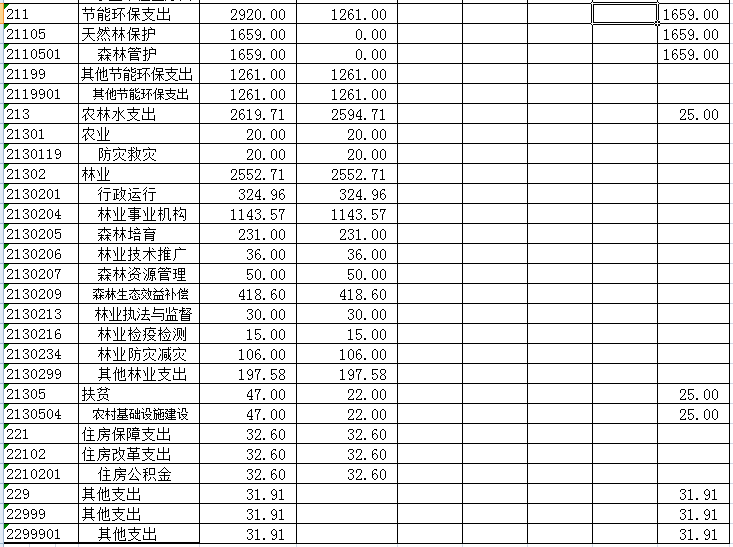 211 节能环保支出 2920.00 1261.00 1659.00
21105 天然林保护 1659.00 0.00 1659.00
2110501 森林管护 1659.00 0.00 1659.00
21199 其他节能环保支出 1261.00 1261.00
2119901 其他节能环保支出 1261.00 1261.00
213 农林水支出 2619.71 2594.71 25.00
21301 农业 20.00 20.00
2130119 防灾救灾 20.00 20.00
21302 林业 2552.71 2552.71
2130201 行政运行 324.96 324.96
2130204 林业事业机构 1143.57 1143.57
2130205 森林培育 231.00 231.00
2130206 林业技术推广 36.00 36.00
2130207 森林资源管理 50.00 50.00
2130209 森林生态效益补偿 418.60 418.60
2130213 林业执法与监督 30.00 30.00
2130216 林业检疫检测 15.00 15.00
2130234 林业防灾减灾 106.00 106.00
2130299 其他林业支出 197.58 197.58
21305 扶贫 47.00 22.00 25.00
2130504 农村基础设施建设 47.00 22.00 25.00
221 住房保障支出 32.60 32.60
22102 住房改革支出 32.60 32.60
2210201 住房公积金 32.60 32.60
229 其他支出 31.91 31.91
22999 其他支出 31.91 31.91
2299901 其他支出 31.91 31.91